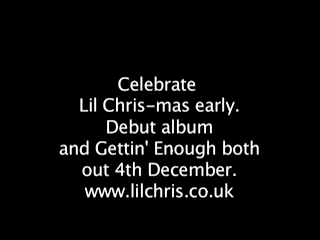 Celebrate
Lil Chris-mas early.
Debut album
and Gettin' Enough both
out 4th December.
www.lilchris.co.uk